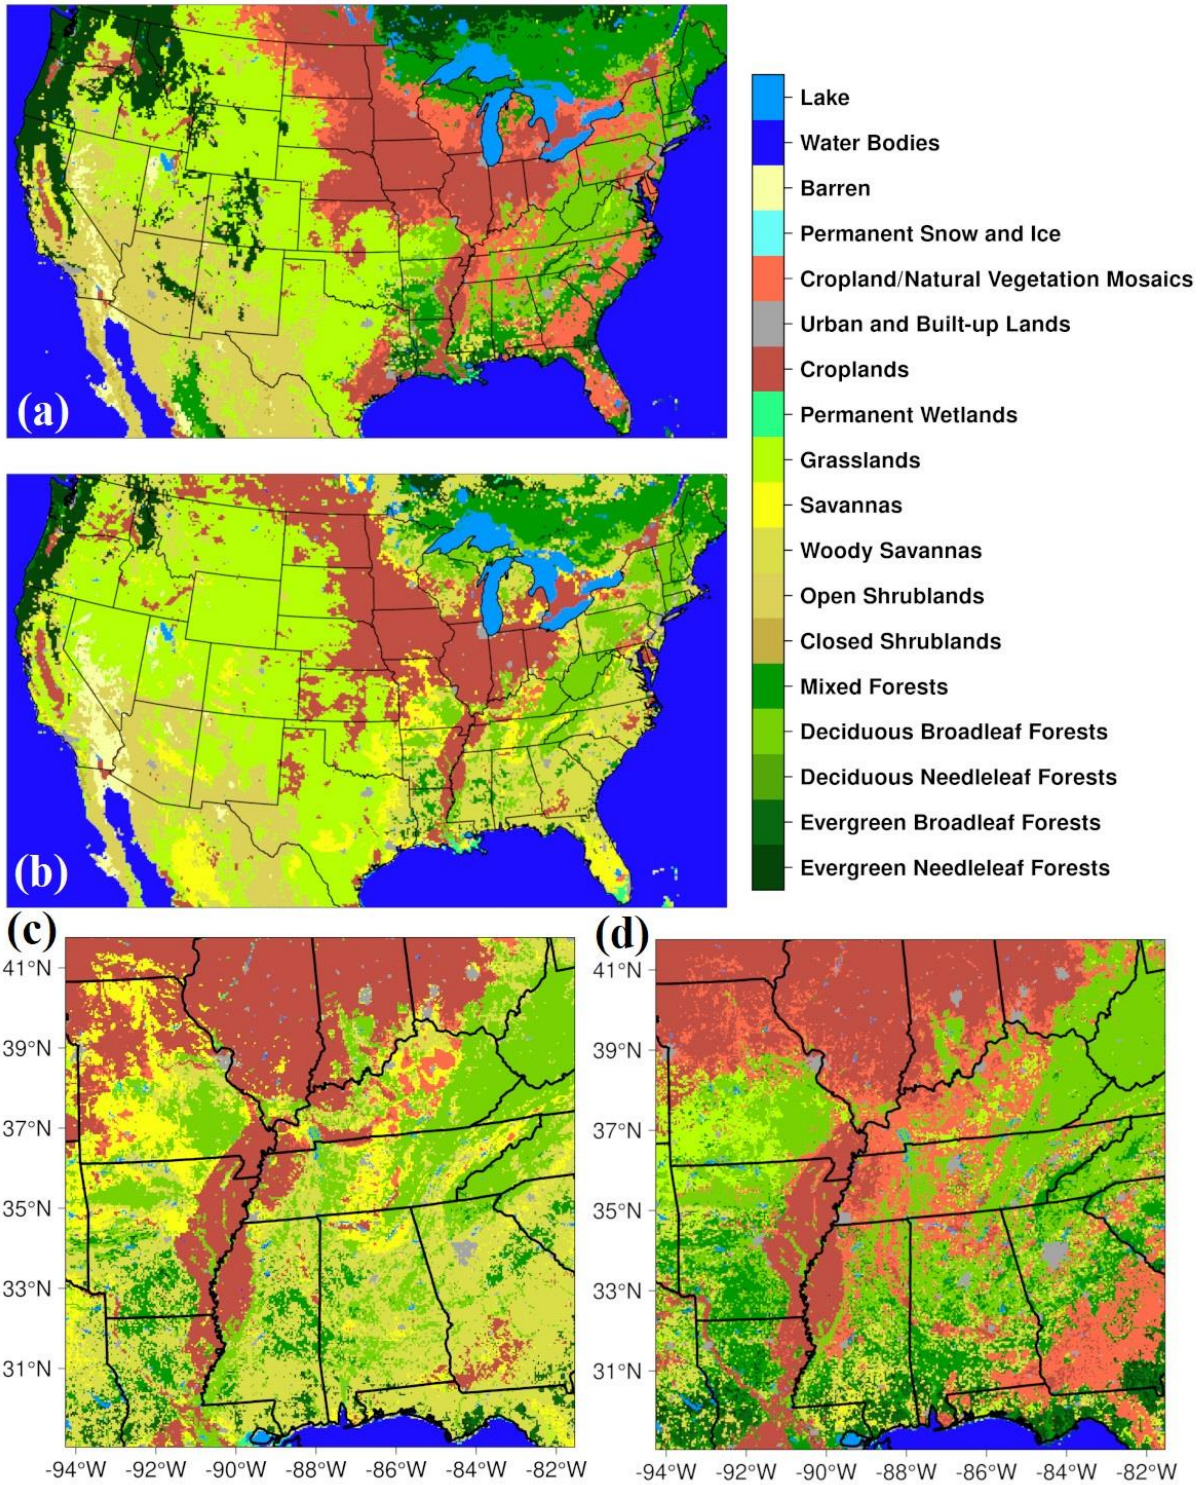 (a)
(b)
Lake
Water Bodies
Barren
Permanent Snow and Ice
Cropland/Natural Vegetation Mosaics
Urban and Built-up Lands
Croplands
Permanent Wetlands
Grasslands
Savannas
Woody Savannas
Open Shrublands
Closed Shrublands
Mixed Forests
Deciduous Broadleaf Forests
Deciduous Needleleaf Forests
Evergreen Broadleaf Forests
Evergreen Needleleaf Forests
(c)
41°N
39°N
37°N
35°N
33°N
31°N
-94°W -92°W -90°W -88°W -86°W -84°W -82°W
(d)
41°N
39°N
37°N
35°N
33°N
31°N
-94°W -92°W -90°W -88°W -86°W -84°W -82°W